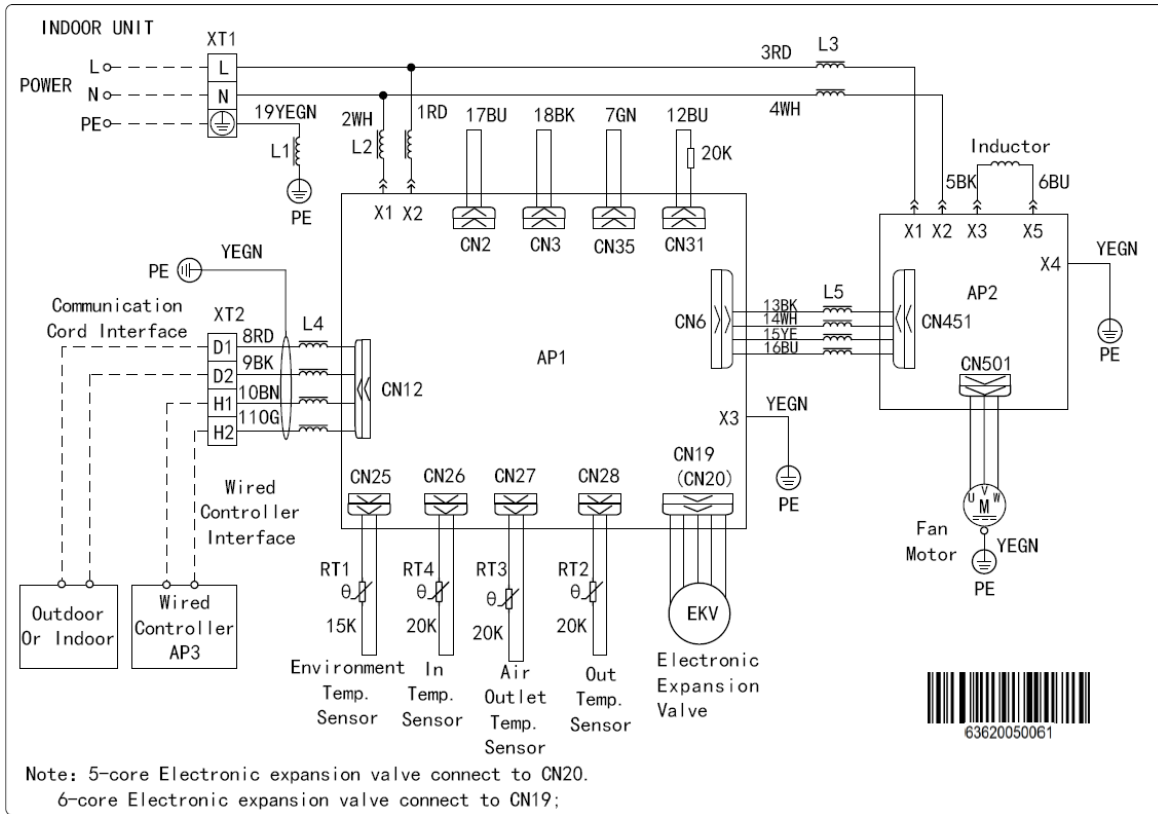 INDOOR UNIT
XT1
POWER
L
N
PE
L
N
19YEGN
L1
PE
2WH
L2
1RD
17BU
18BK
7GN
12BU
20K
3RD
L3
4WH
Inductor
5BK
6BU
X1 X2
CN2
CN3
CN35
CN31
X1 X2 X3 X5
X4
YEGN
PE
AP2
CN6
13BK
14WH
15YE
16BU
L5
CN451
CN501
U V W
M
Fan
Motor
YEGN
PE
PE
YEGN
Communication
Cord Interface
XT2
D1
D2
H1
H2
8RD
9BK
10BN
11OG
L4
CN12
AP1
X3
YEGN
PE
Wired
Controller
Interface
Outdoor
Or Indoor
Wired
Controller
AP3
CN25
CN26
CN27
CN28
CN19
(CN20)
RT1
θ
15K
Environment
Temp.
Sensor
RT4
θ
20K
In
Temp.
Sensor
RT3
θ
20K
Air
Outlet
Temp.
Sensor
RT2
θ
20K
Out
Temp.
Sensor
EKV
Electronic
Expansion
Valve
63620050061
Note: 5-core Electronic expansion valve connect to CN20.
6-core Electronic expansion valve connect to CN19;